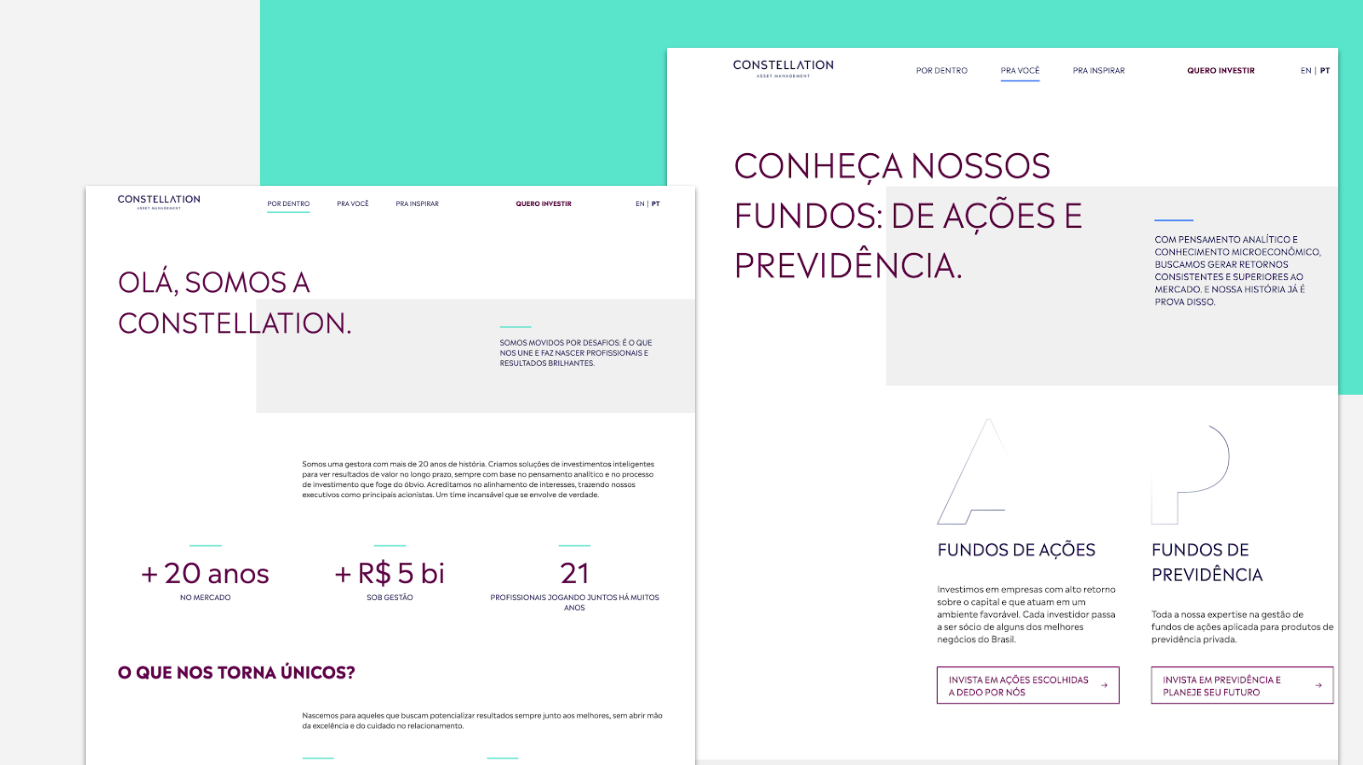 CONSTELLATION
ASSET MANAGEMENT
POR DENTRO
PRA VOCÊ
PRA INSPIRAR
QUERO INVESTIR
EN | PT
OLÁ, SOMOS A
CONSTELLATION.
SOMOS MOVIDOS POR DESAFIOS: É O QUE
NOS UNE E FAZ NASCER PROFISSIONAIS E
RESULTADOS BRILHANTES.
Somos uma gestora com mais de 20 anos de história. Criamos soluções de investimentos inteligentes
para ver resultados de valor no longo prazo, sempre com base no pensamento analítico e no processo
de investimento que foge do óbvio. Acreditamos no alinhamento de interesses, trazendo nossos
executivos como principais acionistas. Um time incansável que se envolve de verdade.
+ 20 anos
NO MERCADO
+ R$ 5 bi
SOB GESTÃO
21
PROFISSIONAIS JOGANDO JUNTOS HÁ MUITOS
ANOS
O QUE NOS TORNA ÚNICOS?
Nascemos para aqueles que buscam potencializar resultados sempre junto aos melhores, sem abrir mão
da excelência e do cuidado no relacionamento.
CONSTELLATION
ASSET MANAGEMENT
POR DENTRO
PRA VOCÊ
PRA INSPIRAR
QUERO INVESTIR
EN | PT
CONHEÇA NOSSOS
FUNDOS: DE AÇÕES E
PREVIDÊNCIA.
COM PENSAMENTO ANALÍTICO E
CONHECIMENTO MICROECONÔMICO,
BUSCAMOS GERAR RETORNOS
CONSISTENTES E SUPERIORES AO
MERCADO. E NOSSA HISTÓRIA JÁ É
PROVA DISSO.
A
FUNDOS DE AÇÕES
Investimos em empresas com alto retorno
sobre o capital e que atuam em um
ambiente favorável. Cada investidor passa
a ser sócio de alguns dos melhores
negócios do Brasil.
INVISTA EM AÇÕES ESCOLHIDAS
A DEDO POR NÓS →
P
FUNDOS DE
PREVIDÊNCIA
Toda a nossa expertise na gestão de
fundos de ações aplicada para produtos de
previdência privada.
INVISTA EM PREVIDÊNCIA E
PLANEJE SEU FUTURO →